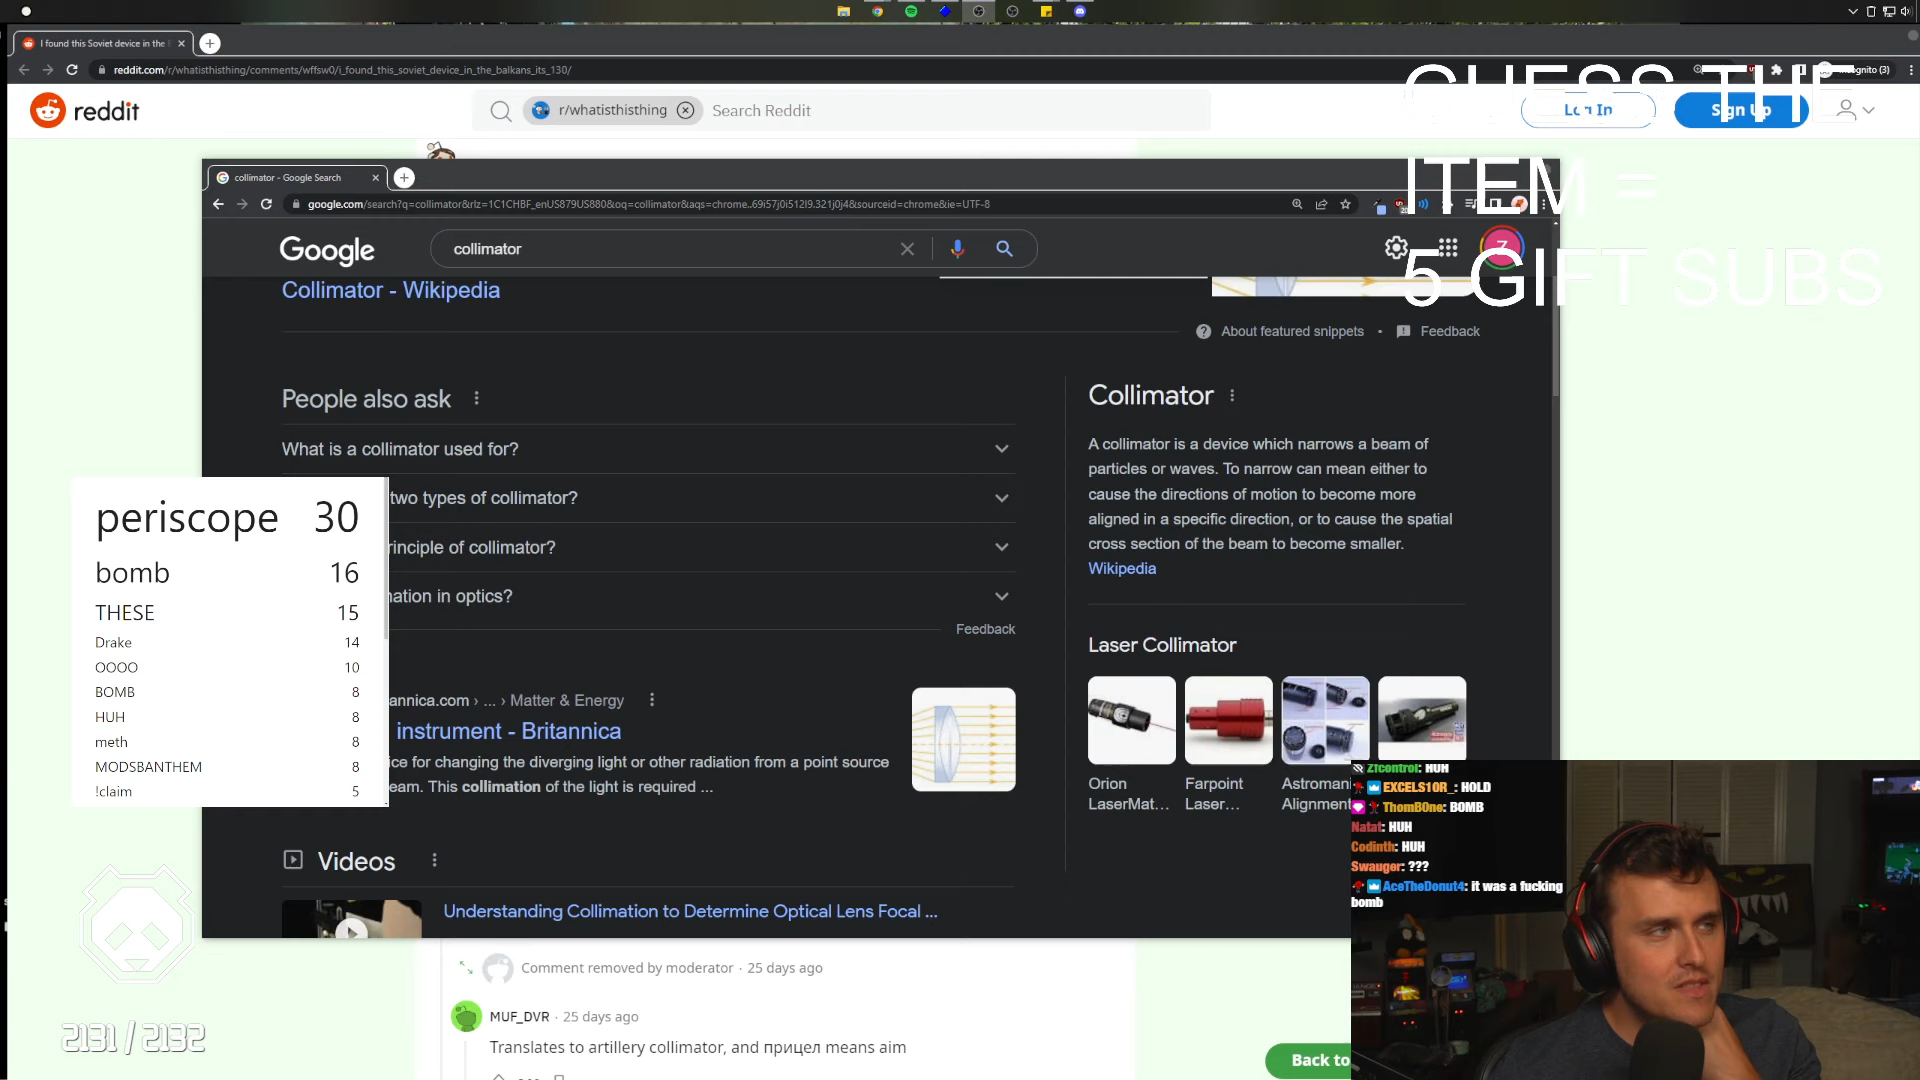 I found this Soviet device in the
reddit.com/r/whatisthisthing/comments/wffsw0/i_found_this_soviet_device_in_the_balkans_its_130/
Incognito (3)
reddit
r/whatisthisthing
Search Reddit
Log In
Sign Up
GUESS THE
ITEM =
5 GIFT SUBS
collimator - Google Search
google.com/search?q=collimator&rlz=1C1CHBF_enUS879US880&oq=collimator&aqs=chrome..69i57j0i512l9.321j0j4&sourceid=chrome&ie=UTF-8
Google
collimator
Z
Collimator - Wikipedia
About featured snippets
•
Feedback
People also ask
What is a collimator used for?
two types of collimator?
rinciple of collimator?
nation in optics?
Feedback
annica.com › ... › Matter & Energy
instrument - Britannica
ice for changing the diverging light or other radiation from a point source
eam. This collimation of the light is required ...
Videos
Understanding Collimation to Determine Optical Lens Focal ...
Collimator
A collimator is a device which narrows a beam of
particles or waves. To narrow can mean either to
cause the directions of motion to become more
aligned in a specific direction, or to cause the spatial
cross section of the beam to become smaller.
Wikipedia
Laser Collimator
Orion
LaserMat...
Farpoint
Laser...
Astromani
Alignment
periscope 30
bomb 16
THESE 15
Drake 14
OOOO 10
BOMB 8
HUH 8
meth 8
MODSBANTHEM 8
!claim 5
2131 / 2132
Comment removed by moderator · 25 days ago
MUF_DVR · 25 days ago
Translates to artillery collimator, and прицел means aim
Back to
Zfcontrol: HUH
EXCELS10R_: HOLD
ThomB0ne: BOMB
Natat: HUH
Codinth: HUH
Swauger: ???
AceTheDonut4: it was a fucking
bomb